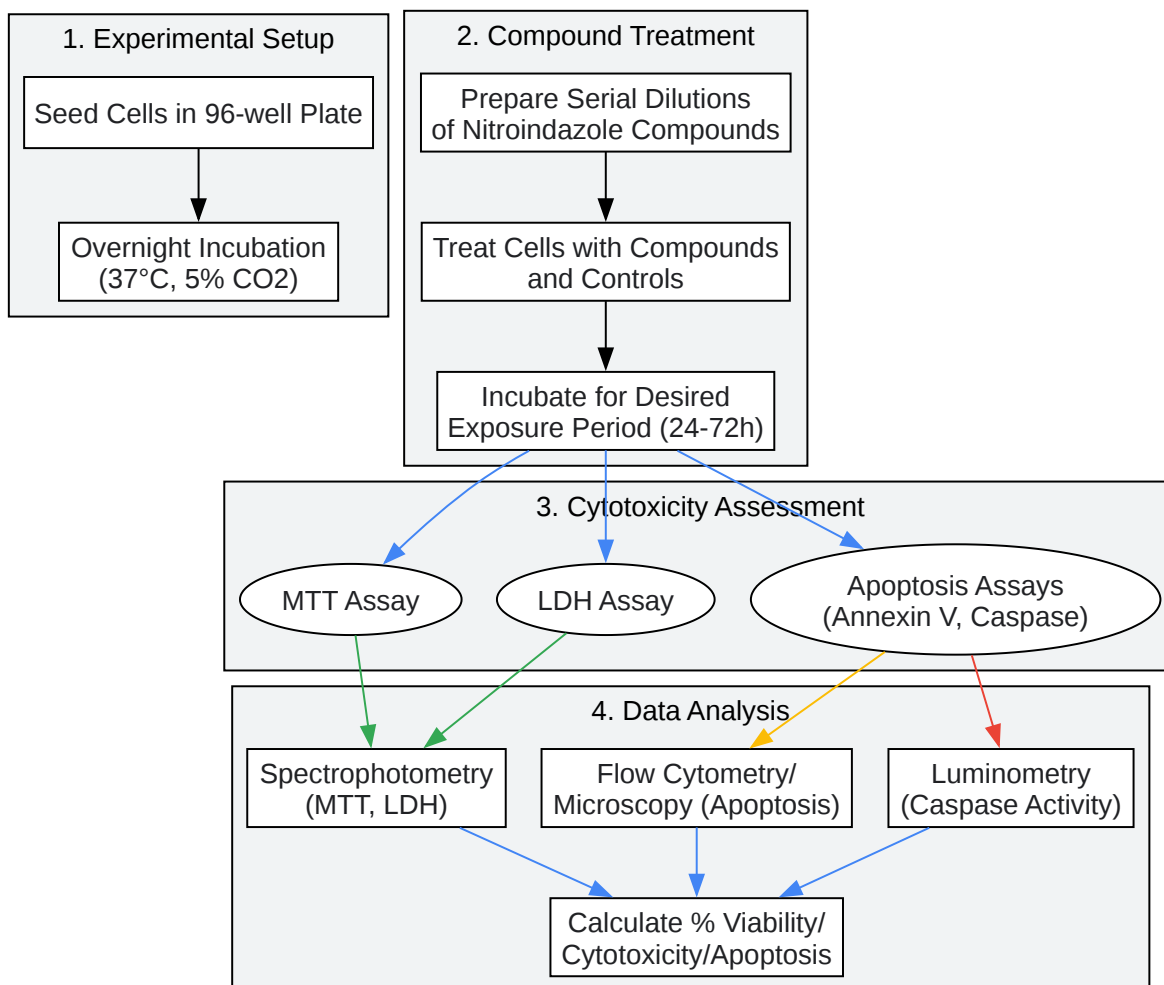 1. Experimental Setup
Seed Cells in 96-well Plate
Overnight Incubation
(37°C, 5% CO2)
2. Compound Treatment
Prepare Serial Dilutions
of Nitroindazole Compounds
Treat Cells with Compounds
and Controls
Incubate for Desired
Exposure Period (24-72h)
3. Cytotoxicity Assessment
MTT Assay
LDH Assay
Apoptosis Assays
(Annexin V, Caspase)
4. Data Analysis
Spectrophotometry
(MTT, LDH)
Flow Cytometry/
Microscopy (Apoptosis)
Luminometry
(Caspase Activity)
Calculate % Viability/
Cytotoxicity/Apoptosis